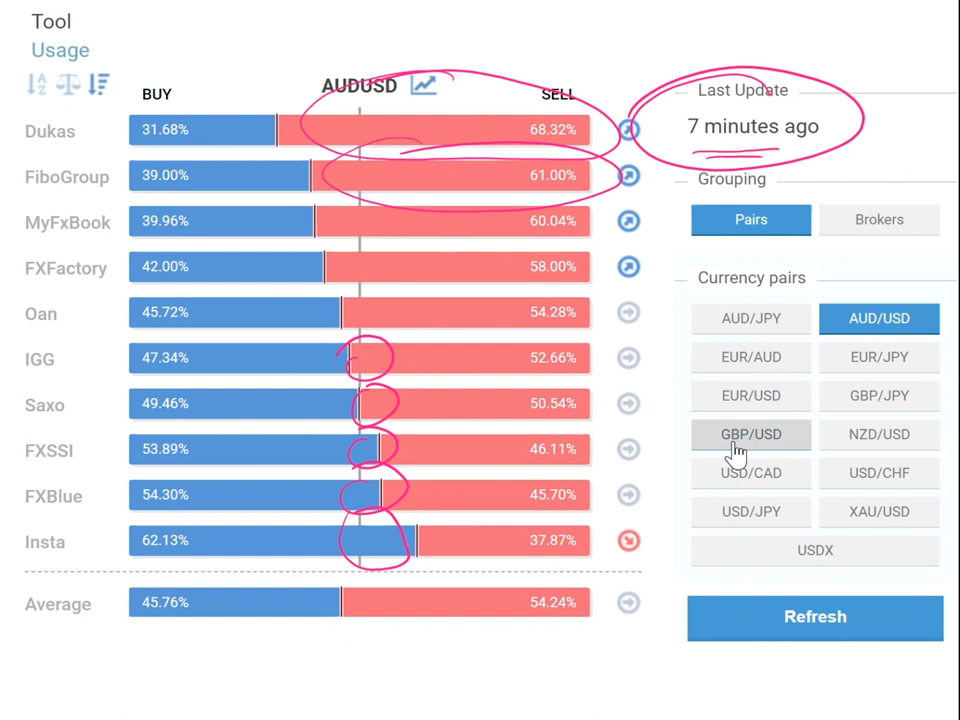 Tool
Usage
BUY AUDUSD SELL
Dukas 31.68% 68.32%
FiboGroup 39.00% 61.00%
MyFxBook 39.96% 60.04%
FXFactory 42.00% 58.00%
Oan 45.72% 54.28%
IGG 47.34% 52.66%
Saxo 49.46% 50.54%
FXSSI 53.89% 46.11%
FXBlue 54.30% 45.70%
Insta 62.13% 37.87%
Average 45.76% 54.24%
Last Update
7 minutes ago
Grouping
Pairs Brokers
Currency pairs
AUD/JPY AUD/USD
EUR/AUD EUR/JPY
EUR/USD GBP/JPY
GBP/USD NZD/USD
USD/CAD USD/CHF
USD/JPY XAU/USD
USDX
Refresh